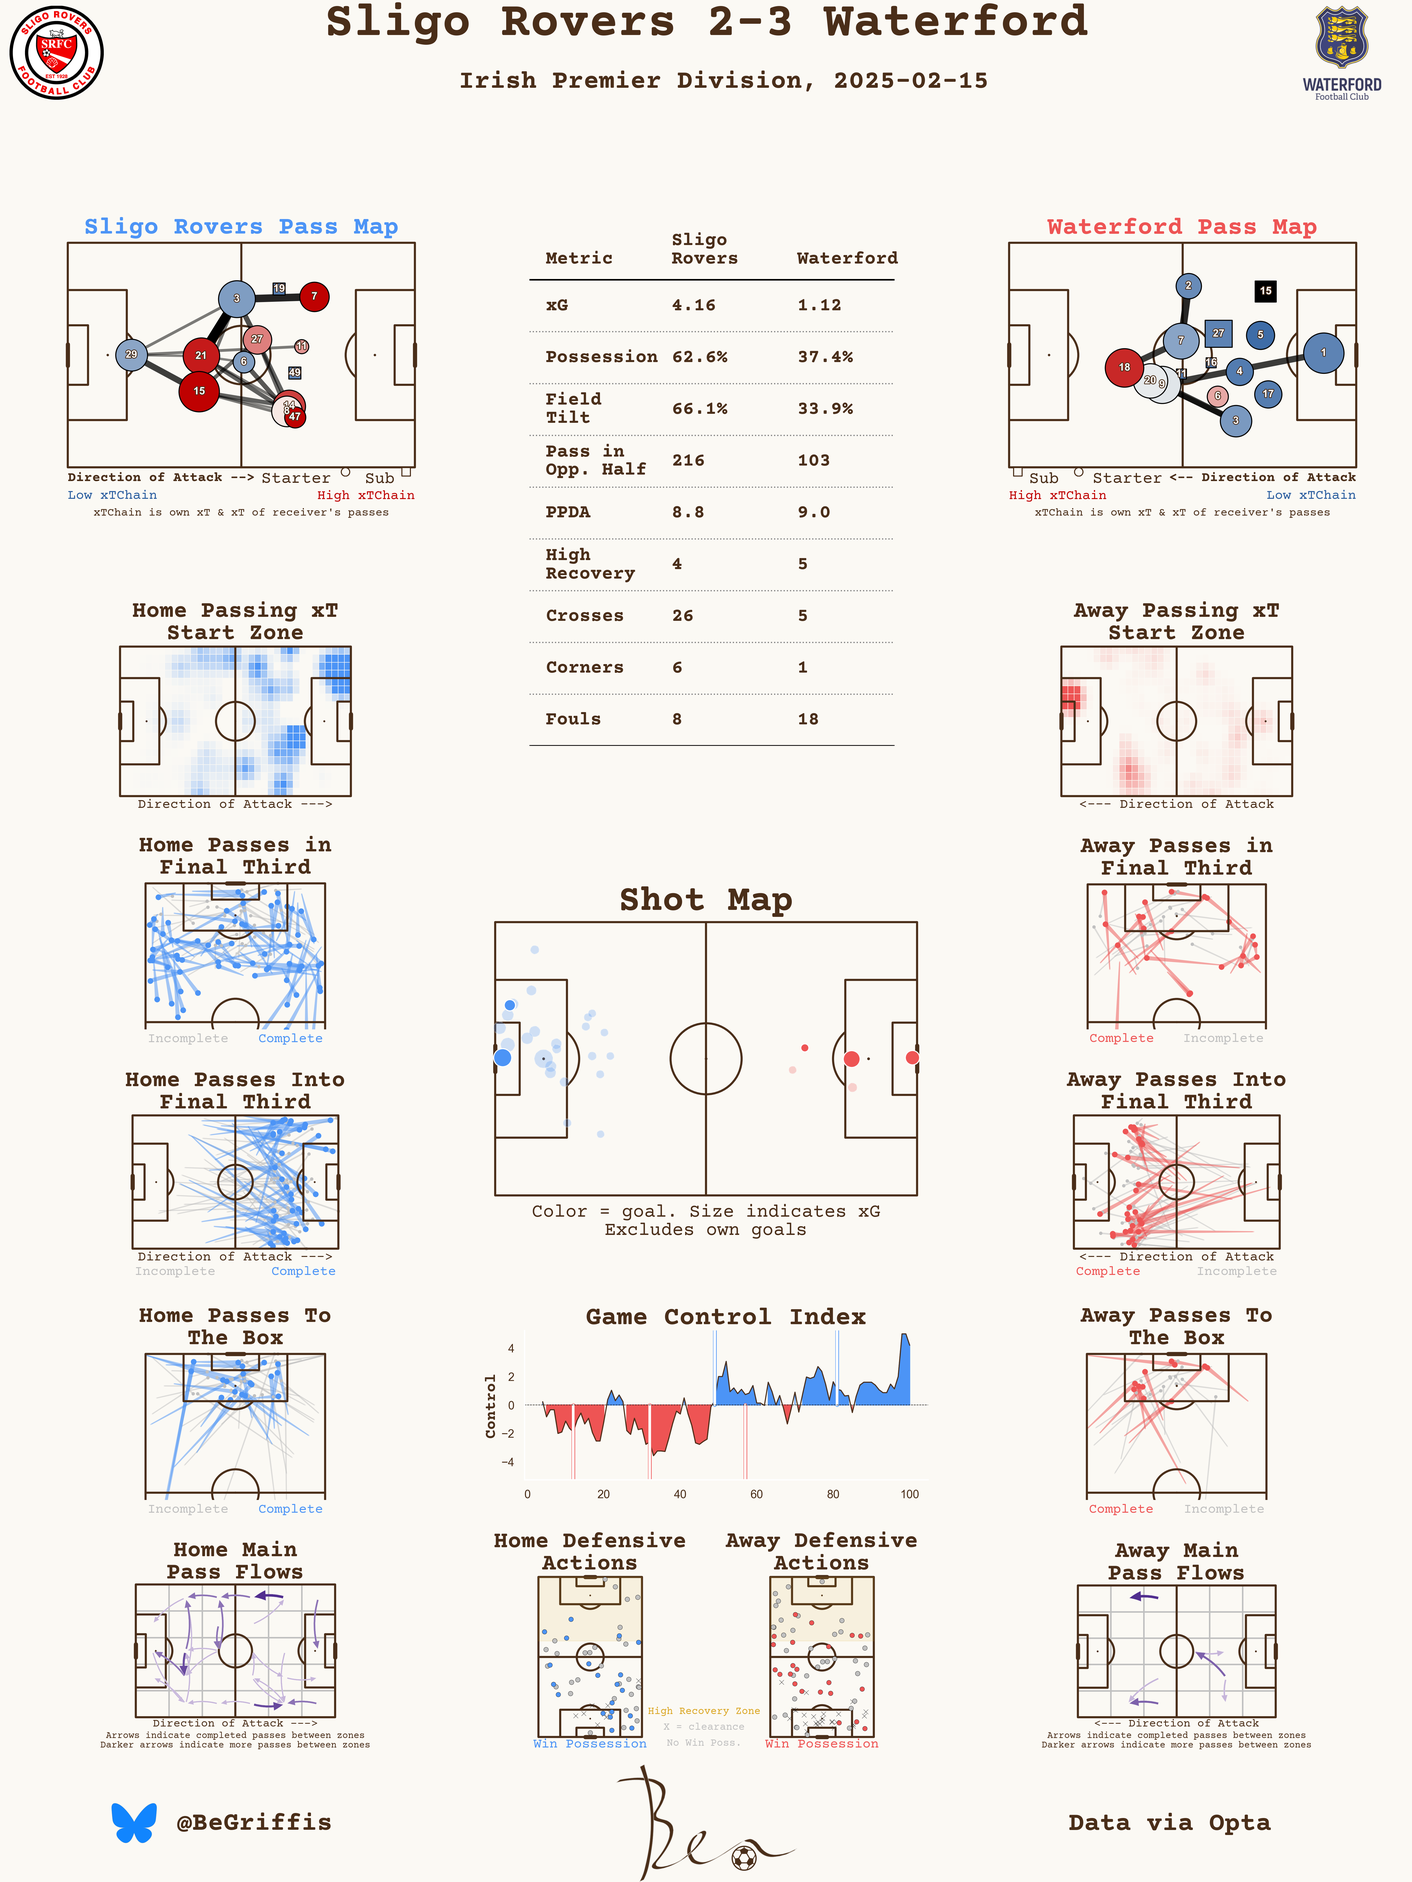 Sligo Rovers 2-3 Waterford
Irish Premier Division, 2025-02-15
SLIGO ROVERS
SRFC
EST 1928
FOOTBALL CLUB
WATERFORD
Football Club
Sligo Rovers Pass Map
3
19
7
29
21
27
11
6
49
15
14
8
47
Direction of Attack --> Starter Sub
Low xTChain High xTChain
xTChain is own xT & xT of receiver's passes
Metric Sligo Rovers Waterford
xG 4.16 1.12
Possession 62.6% 37.4%
Field Tilt 66.1% 33.9%
Pass in Opp. Half 216 103
PPDA 8.8 9.0
High Recovery 4 5
Crosses 26 5
Corners 6 1
Fouls 8 18
Waterford Pass Map
2
15
7
27
5
1
16
18
20
9
11
4
6
17
3
Sub Starter <-- Direction of Attack
High xTChain Low xTChain
xTChain is own xT & xT of receiver's passes
Home Passing xT
Start Zone
Direction of Attack --->
Away Passing xT
Start Zone
<--- Direction of Attack
Home Passes in
Final Third
Incomplete Complete
Away Passes in
Final Third
Complete Incomplete
Shot Map
Color = goal. Size indicates xG
Excludes own goals
Home Passes Into
Final Third
Direction of Attack --->
Incomplete Complete
Away Passes Into
Final Third
<--- Direction of Attack
Complete Incomplete
Home Passes To
The Box
Incomplete Complete
Game Control Index
Control
4
2
0
−2
−4
0 20 40 60 80 100
Away Passes To
The Box
Complete Incomplete
Home Main
Pass Flows
Direction of Attack --->
Arrows indicate completed passes between zones
Darker arrows indicate more passes between zones
Home Defensive
Actions
Win Possession
High Recovery Zone
X = clearance
No Win Poss.
Away Defensive
Actions
Win Possession
Away Main
Pass Flows
<--- Direction of Attack
Arrows indicate completed passes between zones
Darker arrows indicate more passes between zones
@BeGriffis
Ben
Data via Opta